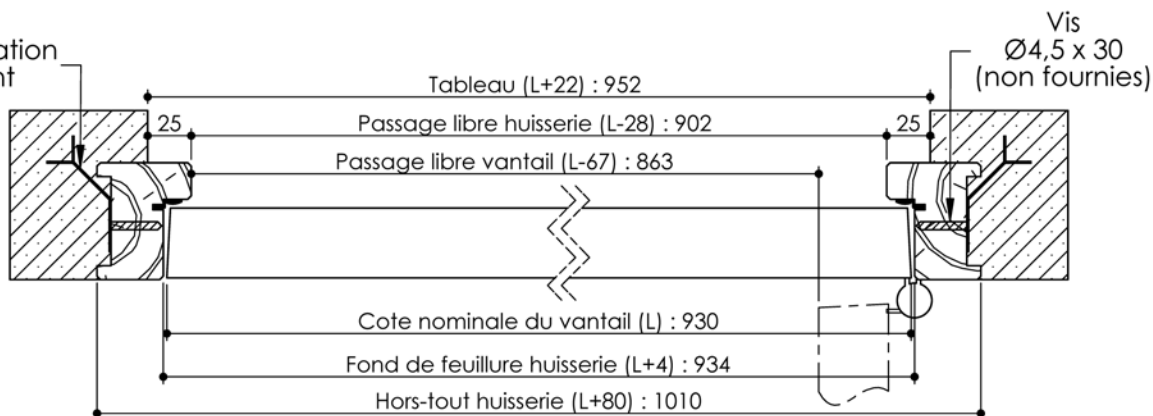 Vis
Ø4,5 x 30
(non fournies)
Tableau (L+22) : 952
25
Passage libre huisserie (L-28) : 902
25
Passage libre vantail (L-67) : 863
Cote nominale du vantail (L) : 930
Fond de feuillure huisserie (L+4) : 934
Hors-tout huisserie (L+80) : 1010